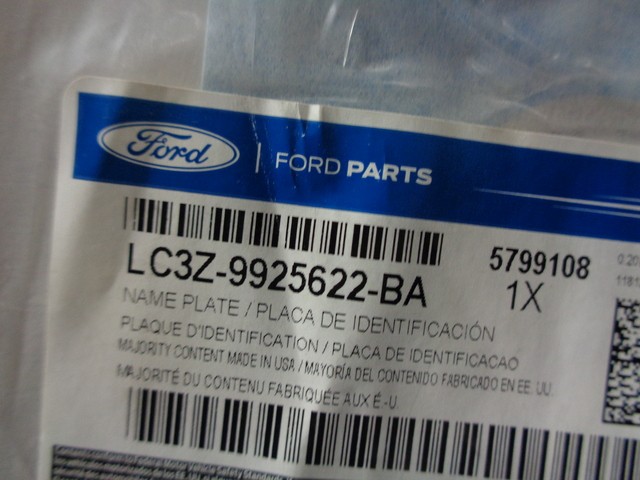 Ford | FORD PARTS
LC3Z-9925622-BA
5799108
1X
NAME PLATE / PLACA DE IDENTIFICACIÓN
PLAQUE D'IDENTIFICATION / PLACA DE IDENTIFICACAO
MAJORITY CONTENT MADE IN USA / MAYORÍA DEL CONTENIDO FABRICADO EN EE. UU.
MAJORITÉ DU CONTENU FABRIQUÉE AUX É.-U.